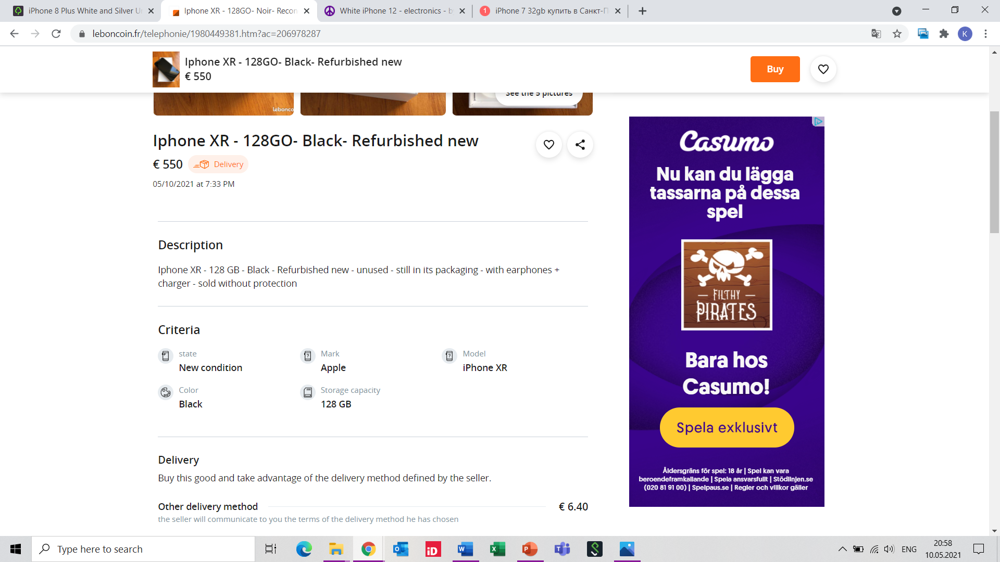 iPhone 8 Plus White and Silver U
Iphone XR - 128GO- Noir- Recon
White iPhone 12 - electronics - b
iPhone 7 32gb купить в Санкт-П
leboncoin.fr/telephonie/1980449381.htm?ac=206978287
K
Iphone XR - 128GO- Black- Refurbished new
€ 550
Buy
See the 5 pictures
lebonco
Iphone XR - 128GO- Black- Refurbished new
€ 550 Delivery
05/10/2021 at 7:33 PM
Description
Iphone XR - 128 GB - Black - Refurbished new - unused - still in its packaging - with earphones +
charger - sold without protection
Criteria
state
New condition
Mark
Apple
Model
iPhone XR
Color
Black
Storage capacity
128 GB
Delivery
Buy this good and take advantage of the delivery method defined by the seller.
Other delivery method € 6.40
the seller will communicate to you the terms of the delivery method he has chosen
Casumo
Nu kan du lägga
tassarna på dessa
spel
FILTHY
PIRATES
Bara hos
Casumo!
Spela exklusivt
Åldersgräns för spel: 18 år | Spel kan vara
beroendeframkallande | Spela ansvarsfullt | Stödlinjen.se
(020 81 91 00) | Spelpaus.se | Regler och villkor gäller
Type here to search
iD
ENG
20:58
10.05.2021